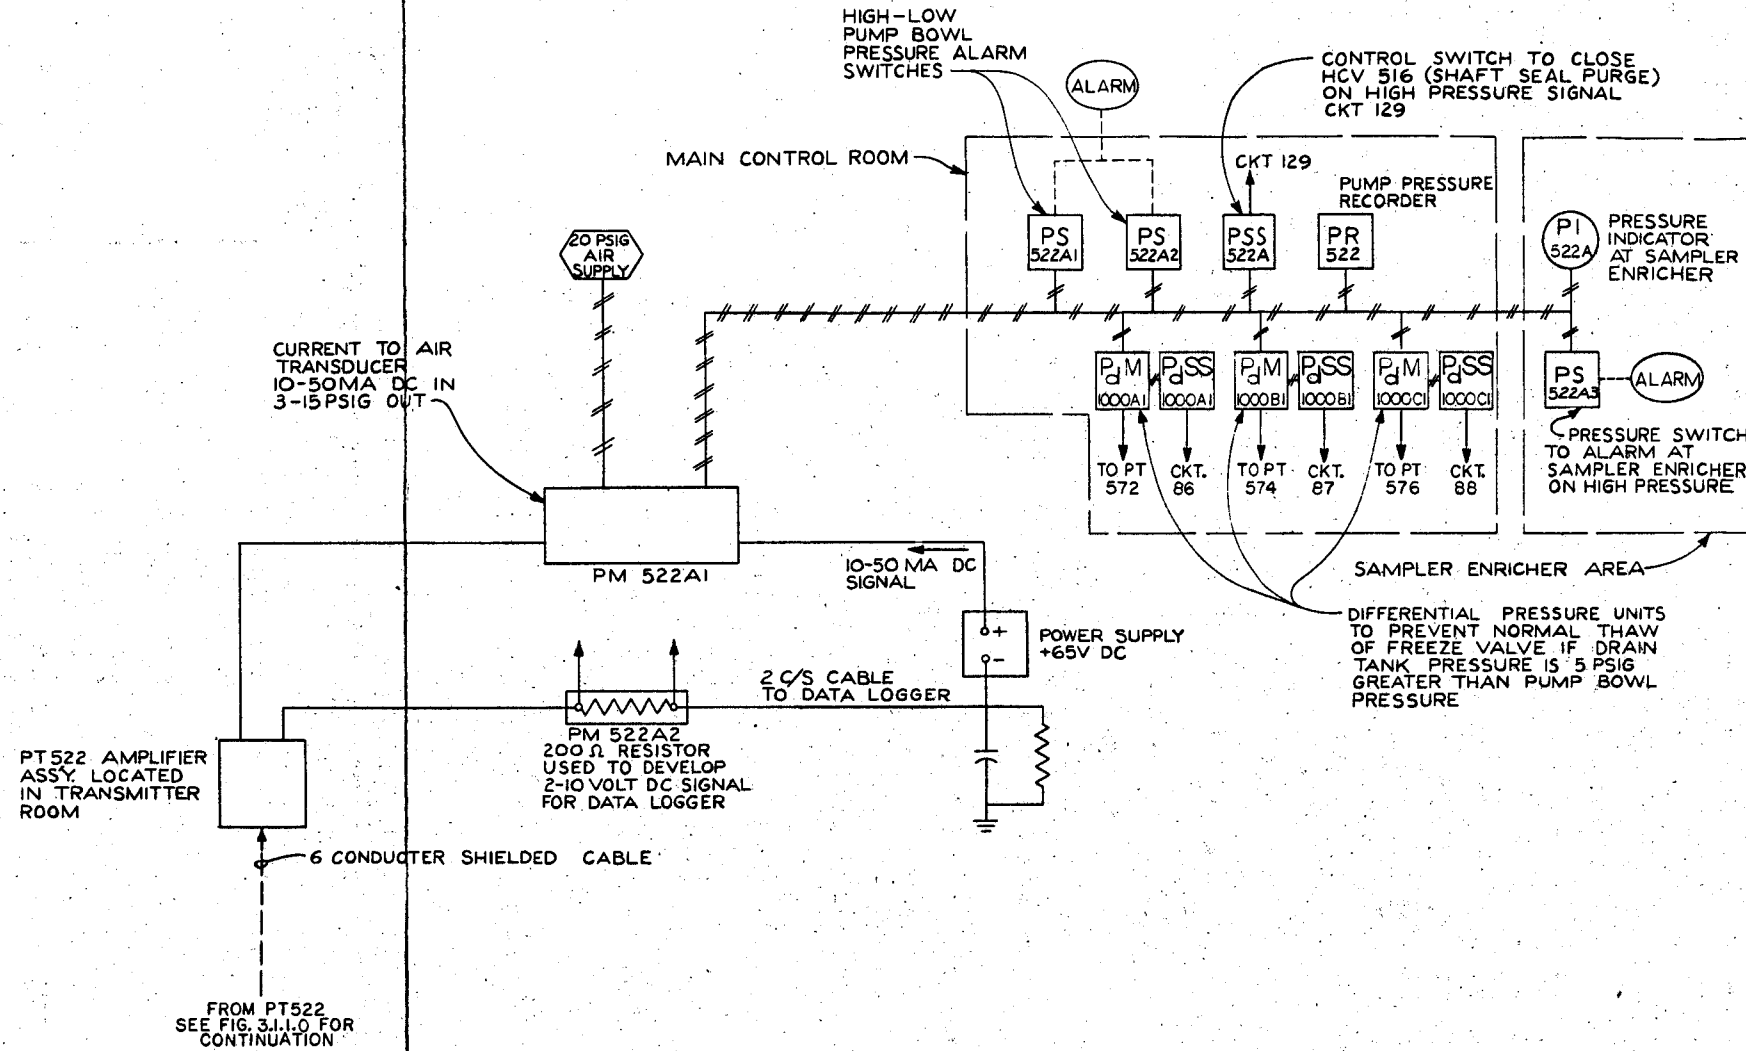 HIGH-LOW
PUMP BOWL
PRESSURE ALARM
SWITCHES
ALARM
CONTROL SWITCH TO CLOSE
HCV 516 (SHAFT SEAL PURGE)
ON HIGH PRESSURE SIGNAL
CKT 129
MAIN CONTROL ROOM
CKT 129
PUMP PRESSURE
RECORDER
PS
522A1
PS
522A2
PSS
522A
PR
522
PI
522A
PRESSURE
INDICATOR
AT SAMPLER
ENRICHER
20 PSIG
AIR
SUPPLY
CURRENT TO AIR
TRANSDUCER
10-50MA DC IN
3-15PSIG OUT
PdM
1000A1
PdSS
1000A1
PdM
1000B1
PdSS
1000B1
PdM
1000C1
PdSS
1000C1
PS
522A3
ALARM
TO PT
572
CKT.
86
TO PT
574
CKT.
87
TO PT
576
CKT.
88
PRESSURE SWITCH
TO ALARM AT
SAMPLER ENRICHER
ON HIGH PRESSURE
PM 522A1
10-50 MA DC
SIGNAL
SAMPLER ENRICHER AREA
DIFFERENTIAL PRESSURE UNITS
TO PREVENT NORMAL THAW
OF FREEZE VALVE IF DRAIN
TANK PRESSURE IS 5 PSIG
GREATER THAN PUMP BOWL
PRESSURE
+
-
POWER SUPPLY
+65V DC
2 C/S CABLE
TO DATA LOGGER
PM 522A2
200 Ω RESISTOR
USED TO DEVELOP
2-10 VOLT DC SIGNAL
FOR DATA LOGGER
PT 522 AMPLIFIER
ASS'Y. LOCATED
IN TRANSMITTER
ROOM
6 CONDUCTER SHIELDED CABLE
FROM PT522
SEE FIG. 3.1.1.0 FOR
CONTINUATION